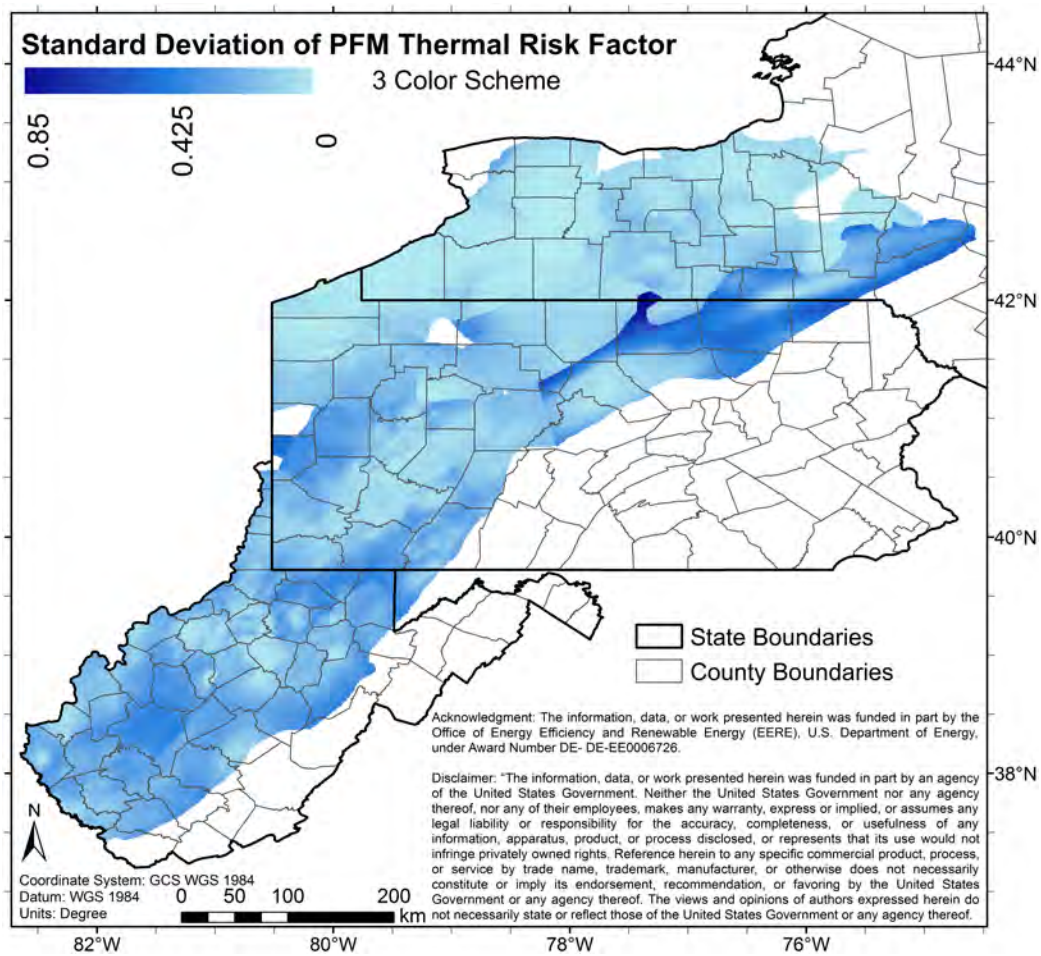 Standard Deviation of PFM Thermal Risk Factor
3 Color Scheme
0.85
0.425
0
44°N
42°N
40°N
38°N
State Boundaries
County Boundaries
Acknowledgment: The information, data, or work presented herein was funded in part by the
Office of Energy Efficiency and Renewable Energy (EERE), U.S. Department of Energy,
under Award Number DE- DE-EE0006726.
Disclaimer: “The information, data, or work presented herein was funded in part by an agency
of the United States Government. Neither the United States Government nor any agency
thereof, nor any of their employees, makes any warranty, express or implied, or assumes any
legal liability or responsibility for the accuracy, completeness, or usefulness of any
information, apparatus, product, or process disclosed, or represents that its use would not
infringe privately owned rights. Reference herein to any specific commercial product, process,
or service by trade name, trademark, manufacturer, or otherwise does not necessarily
constitute or imply its endorsement, recommendation, or favoring by the United States
Government or any agency thereof. The views and opinions of authors expressed herein do
not necessarily state or reflect those of the United States Government or any agency thereof.
N
Coordinate System: GCS WGS 1984
Datum: WGS 1984
Units: Degree
0 50 100 200
km
82°W 80°W 78°W 76°W